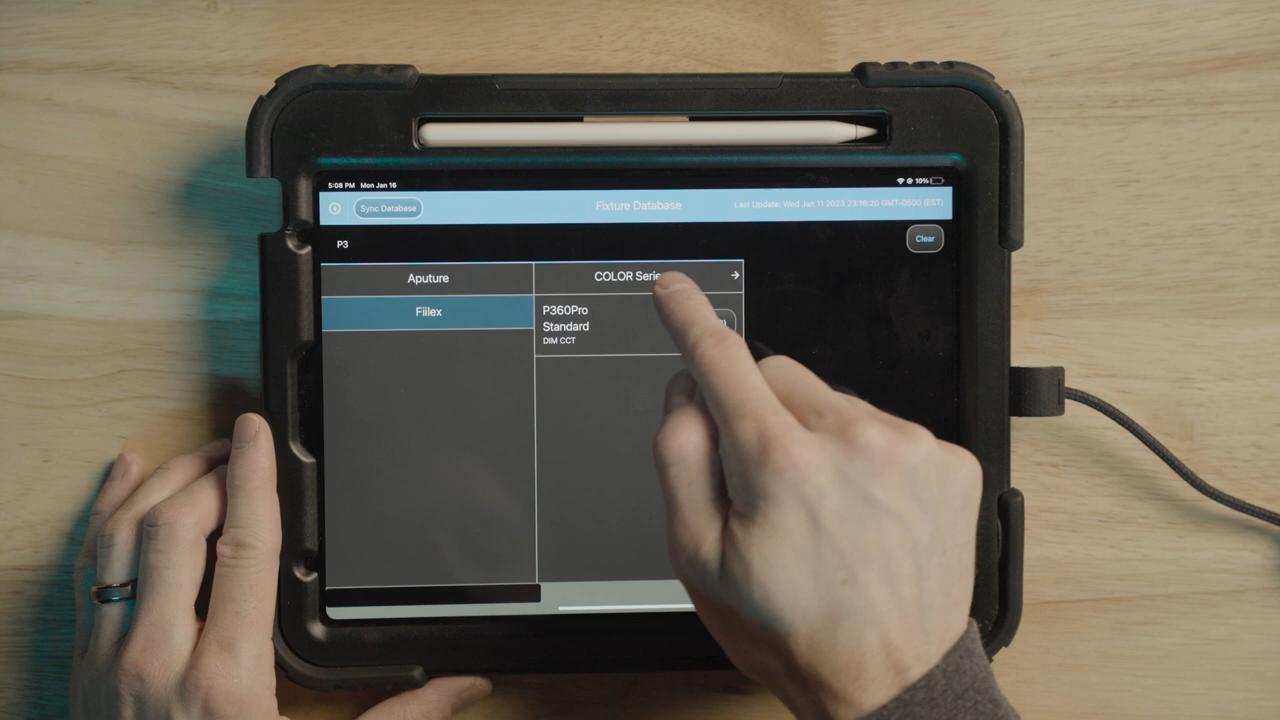 5:08 PM Mon Jan 16
10%
Sync Database
Fixture Database
Last Update: Wed Jan 11 2023 23:16:20 GMT-0500 (EST)
P3
Clear
Aputure
COLOR
Fiilex
P360Pro
Standard
DIM CCT